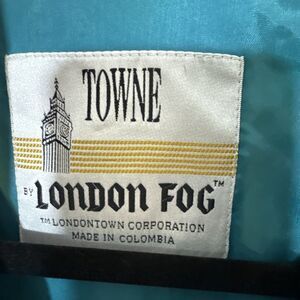 TOWNE
BY LONDON FOG™
™ LONDONTOWN CORPORATION
MADE IN COLOMBIA